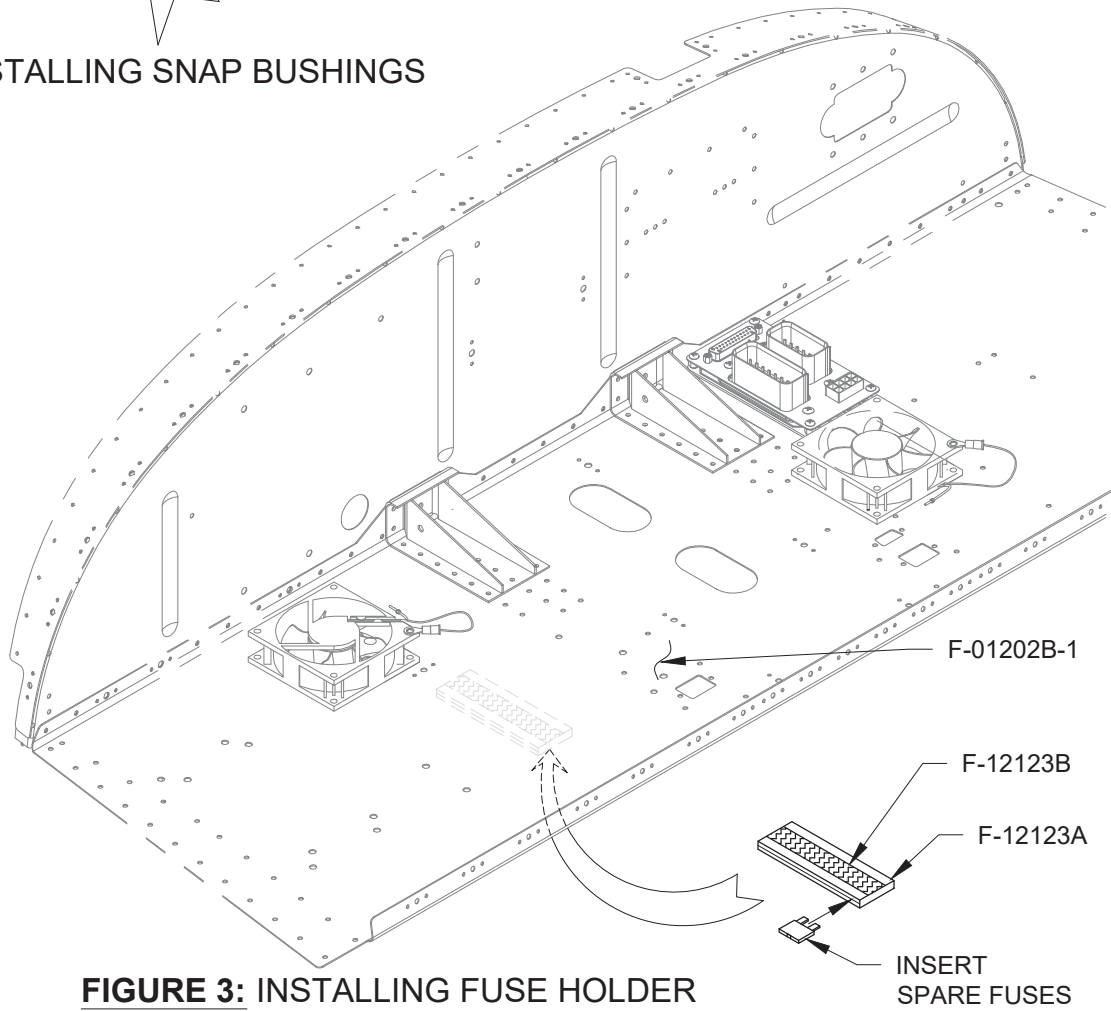 STALLING SNAP BUSHINGS
F-01202B-1
F-12123B
F-12123A
INSERT
SPARE FUSES
FIGURE 3: INSTALLING FUSE HOLDER